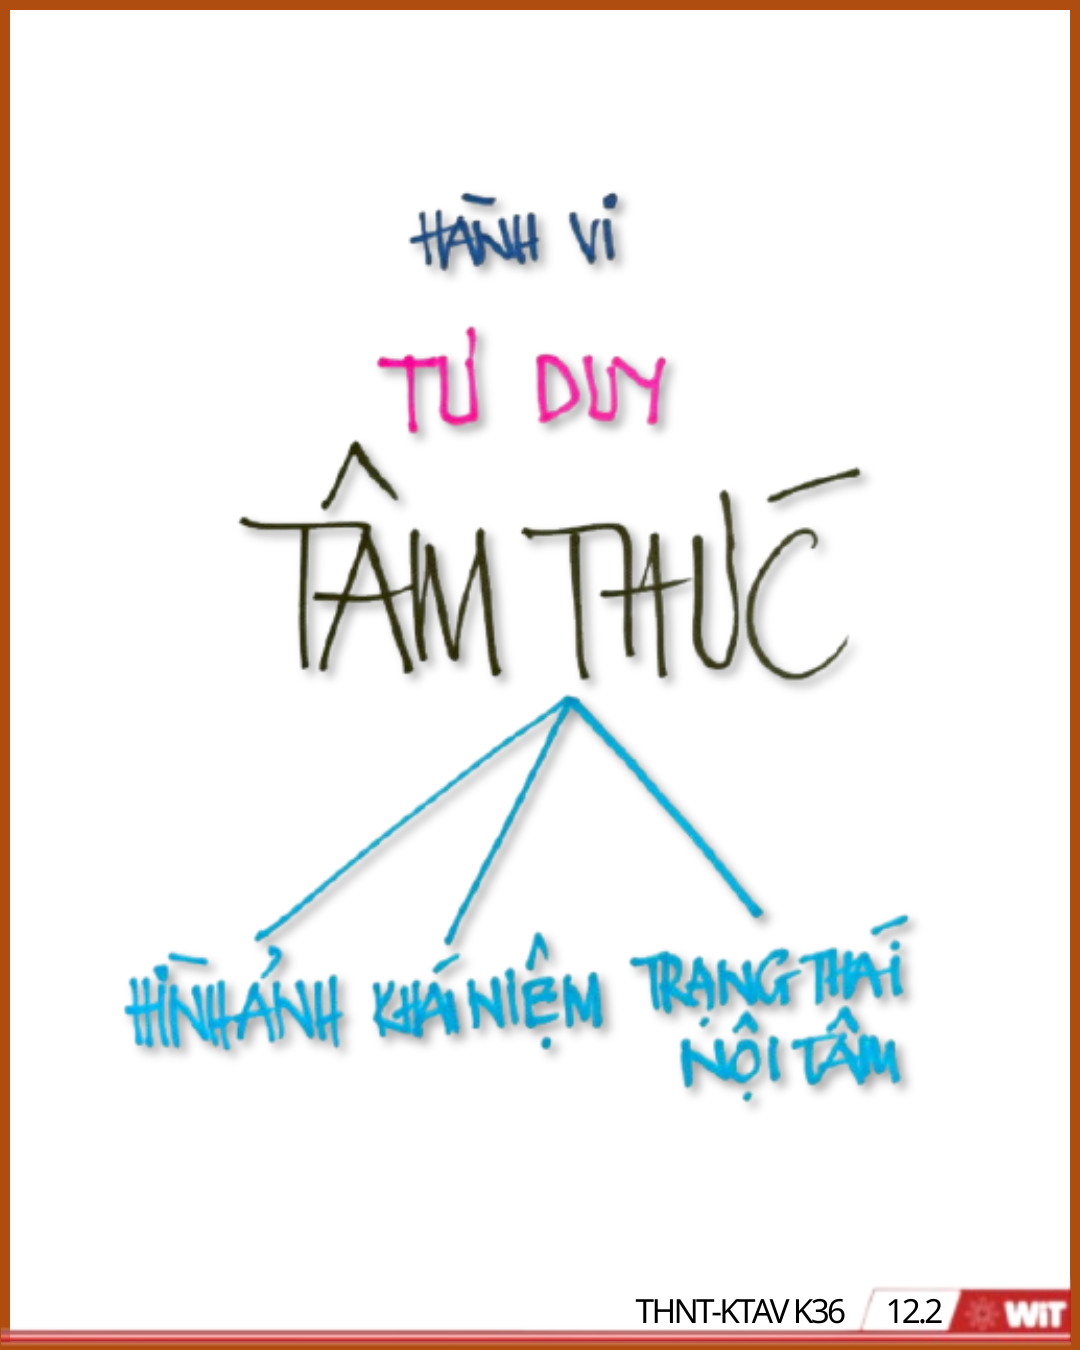 HÀNH VI
TƯ DUY
TÂM THỨC
HÌNH ẢNH KHÁI NIỆM TRẠNG THÁI
NỘI TÂM
THNT-KTAV K36 12.2 WiT